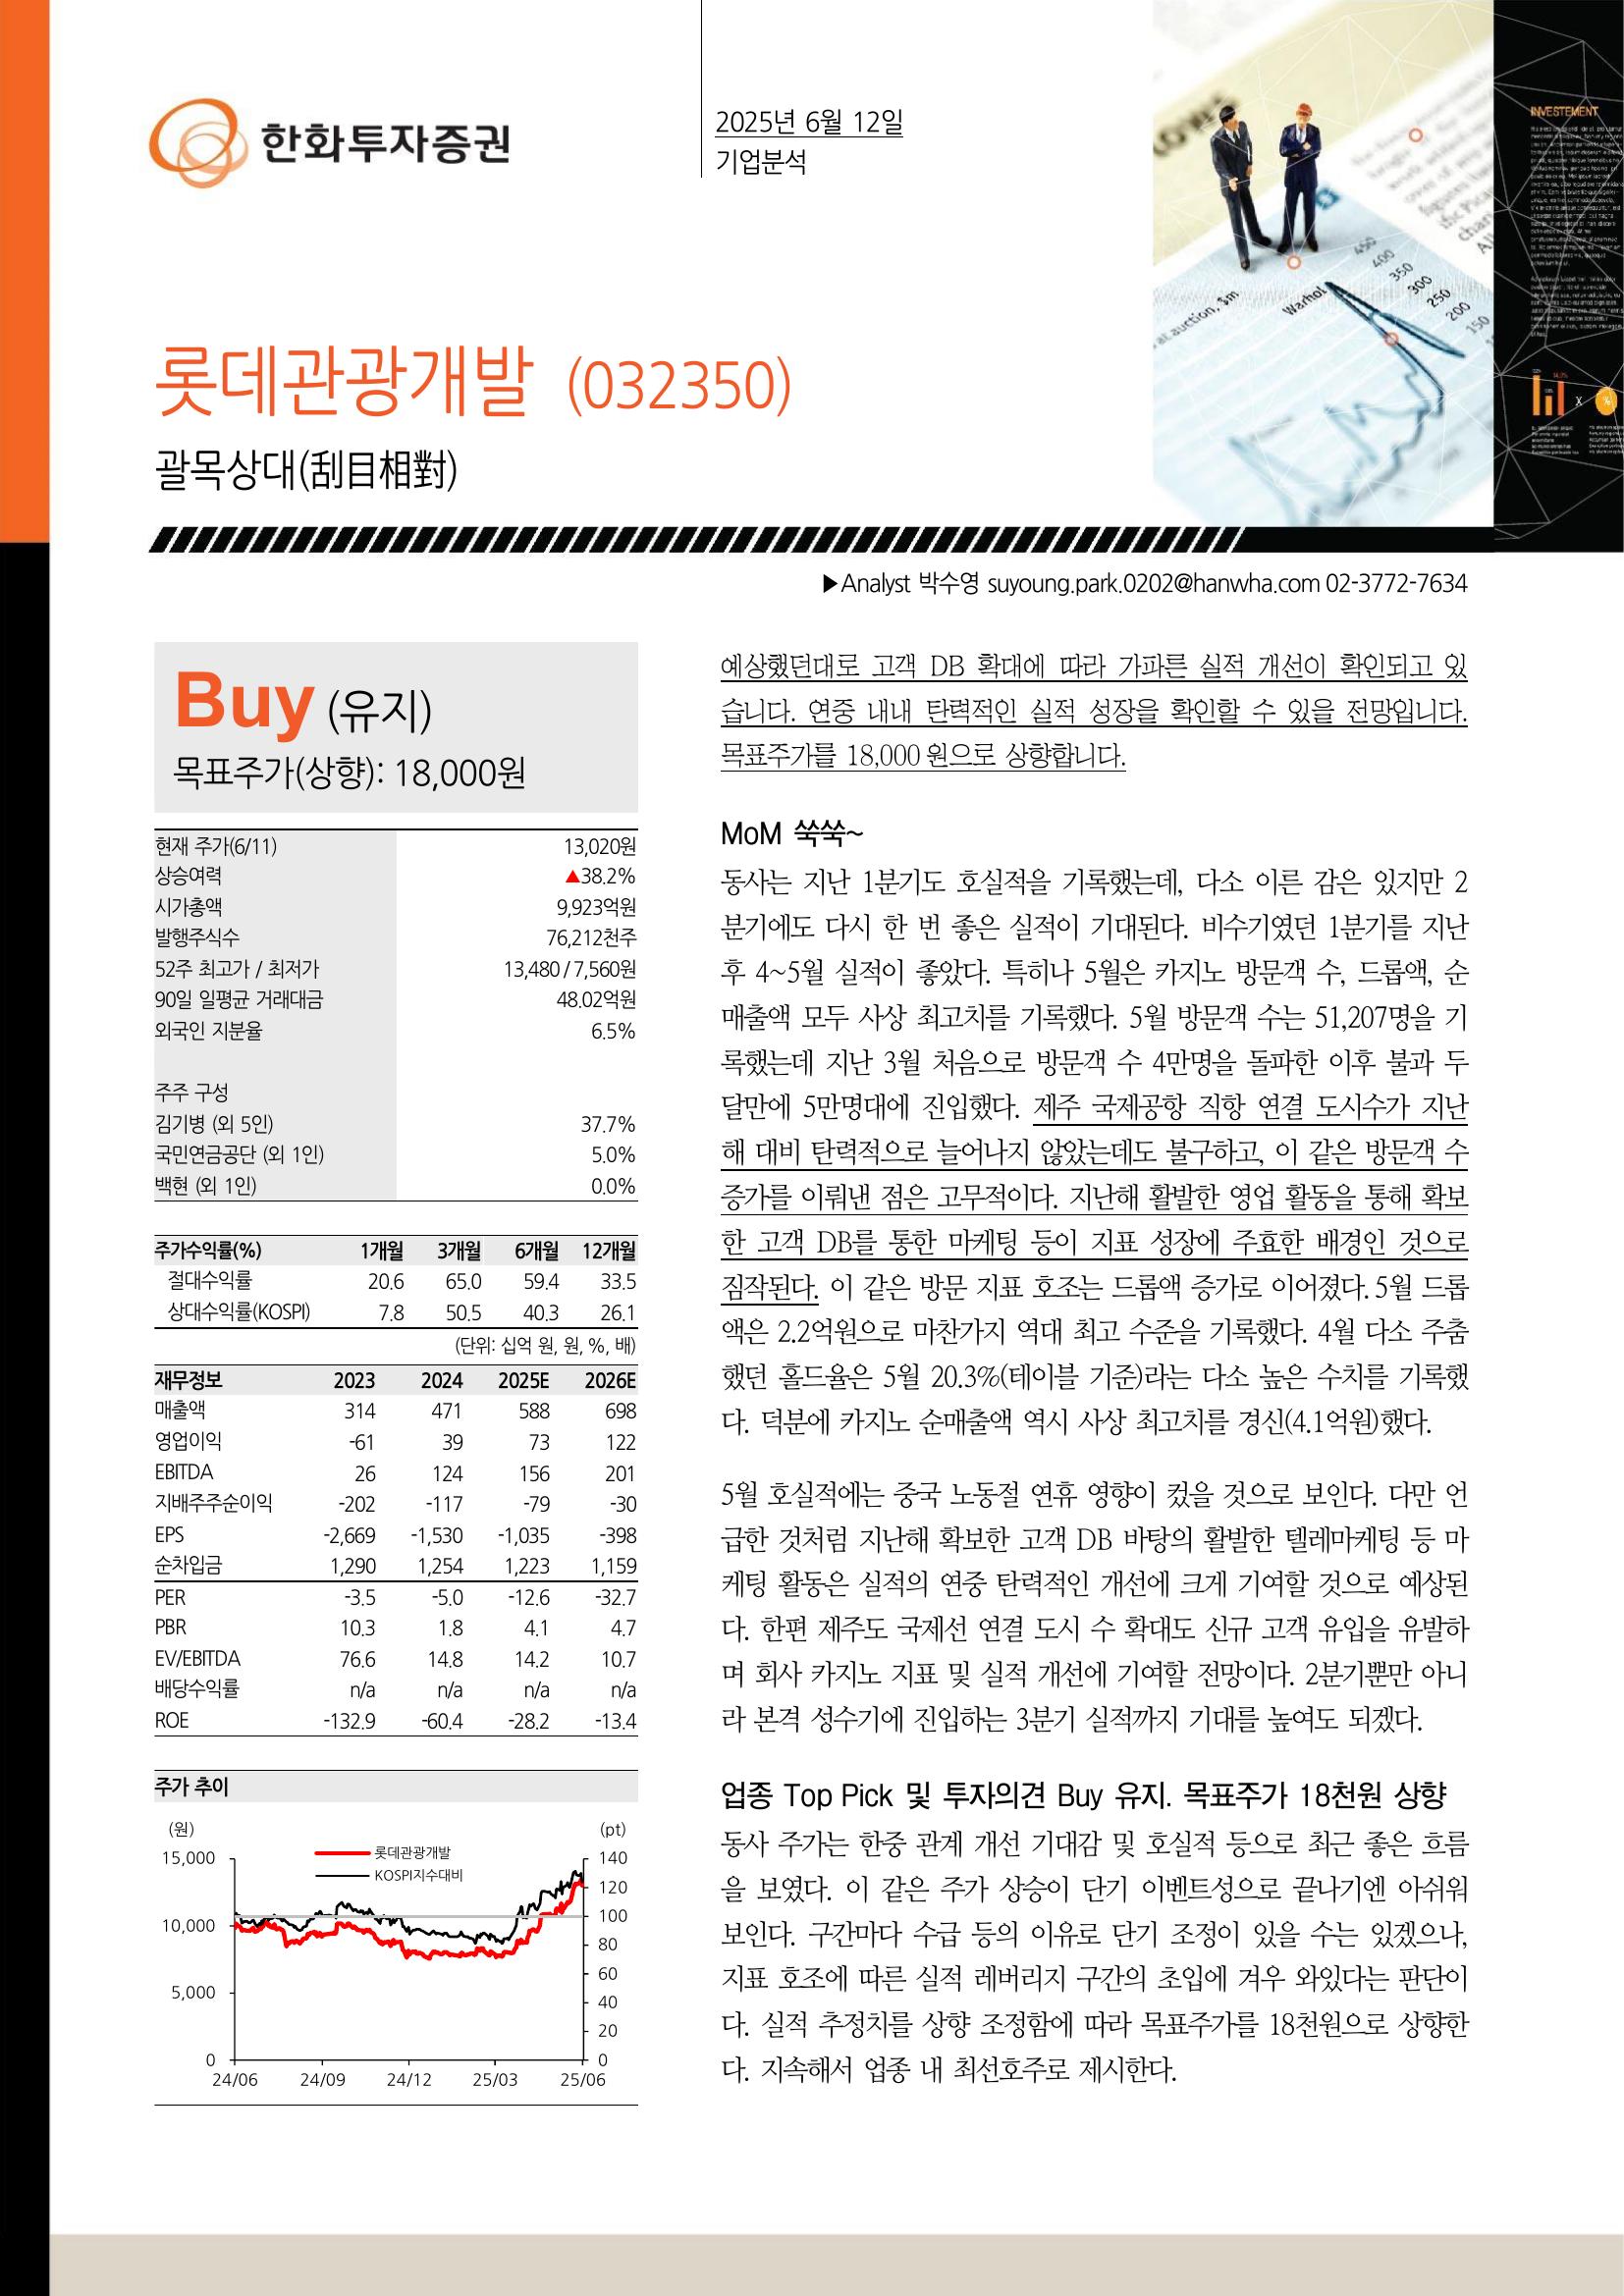 한화투자증권
2025년 6월 12일
기업분석
INVESTEMENT
at auction, $m
Warhol
450
400
350
300
250
200
150
롯데관광개발 (032350)
괄목상대(刮目相對)
▶Analyst 박수영 suyoung.park.0202@hanwha.com 02-3772-7634
Buy (유지)
목표주가(상향): 18,000원
현재 주가(6/11) 13,020원
상승여력 ▲38.2%
시가총액 9,923억원
발행주식수 76,212천주
52주 최고가 / 최저가 13,480 / 7,560원
90일 일평균 거래대금 48.02억원
외국인 지분율 6.5%
주주 구성
김기병 (외 5인) 37.7%
국민연금공단 (외 1인) 5.0%
백현 (외 1인) 0.0%
주가수익률(%) 1개월 3개월 6개월 12개월
절대수익률 20.6 65.0 59.4 33.5
상대수익률(KOSPI) 7.8 50.5 40.3 26.1
(단위: 십억 원, 원, %, 배)
재무정보 2023 2024 2025E 2026E
매출액 314 471 588 698
영업이익 -61 39 73 122
EBITDA 26 124 156 201
지배주주순이익 -202 -117 -79 -30
EPS -2,669 -1,530 -1,035 -398
순차입금 1,290 1,254 1,223 1,159
PER -3.5 -5.0 -12.6 -32.7
PBR 10.3 1.8 4.1 4.7
EV/EBITDA 76.6 14.8 14.2 10.7
배당수익률 n/a n/a n/a n/a
ROE -132.9 -60.4 -28.2 -13.4
주가 추이
(원) (pt)
롯데관광개발
KOSPI지수대비
15,000
10,000
5,000
0
140
120
100
80
60
40
20
0
24/06 24/09 24/12 25/03 25/06
예상했던대로 고객 DB 확대에 따라 가파른 실적 개선이 확인되고 있
습니다. 연중 내내 탄력적인 실적 성장을 확인할 수 있을 전망입니다.
목표주가를 18,000원으로 상향합니다.
MoM 쑥쑥~
동사는 지난 1분기도 호실적을 기록했는데, 다소 이른 감은 있지만 2
분기에도 다시 한 번 좋은 실적이 기대된다. 비수기였던 1분기를 지난
후 4~5월 실적이 좋았다. 특히나 5월은 카지노 방문객 수, 드롭액, 순
매출액 모두 사상 최고치를 기록했다. 5월 방문객 수는 51,207명을 기
록했는데 지난 3월 처음으로 방문객 수 4만명을 돌파한 이후 불과 두
달만에 5만명대에 진입했다. 제주 국제공항 직항 연결 도시수가 지난
해 대비 탄력적으로 늘어나지 않았는데도 불구하고, 이 같은 방문객 수
증가를 이뤄낸 점은 고무적이다. 지난해 활발한 영업 활동을 통해 확보
한 고객 DB를 통한 마케팅 등이 지표 성장에 주효한 배경인 것으로
짐작된다. 이 같은 방문 지표 호조는 드롭액 증가로 이어졌다. 5월 드롭
액은 2.2억원으로 마찬가지 역대 최고 수준을 기록했다. 4월 다소 주춤
했던 홀드율은 5월 20.3%(테이블 기준)라는 다소 높은 수치를 기록했
다. 덕분에 카지노 순매출액 역시 사상 최고치를 경신(4.1억원)했다.
5월 호실적에는 중국 노동절 연휴 영향이 컸을 것으로 보인다. 다만 언
급한 것처럼 지난해 확보한 고객 DB 바탕의 활발한 텔레마케팅 등 마
케팅 활동은 실적의 연중 탄력적인 개선에 크게 기여할 것으로 예상된
다. 한편 제주도 국제선 연결 도시 수 확대도 신규 고객 유입을 유발하
며 회사 카지노 지표 및 실적 개선에 기여할 전망이다. 2분기뿐만 아니
라 본격 성수기에 진입하는 3분기 실적까지 기대를 높여도 되겠다.
업종 Top Pick 및 투자의견 Buy 유지. 목표주가 18천원 상향
동사 주가는 한중 관계 개선 기대감 및 호실적 등으로 최근 좋은 흐름
을 보였다. 이 같은 주가 상승이 단기 이벤트성으로 끝나기엔 아쉬워
보인다. 구간마다 수급 등의 이유로 단기 조정이 있을 수는 있겠으나,
지표 호조에 따른 실적 레버리지 구간의 초입에 겨우 와있다는 판단이
다. 실적 추정치를 상향 조정함에 따라 목표주가를 18천원으로 상향한
다. 지속해서 업종 내 최선호주로 제시한다.